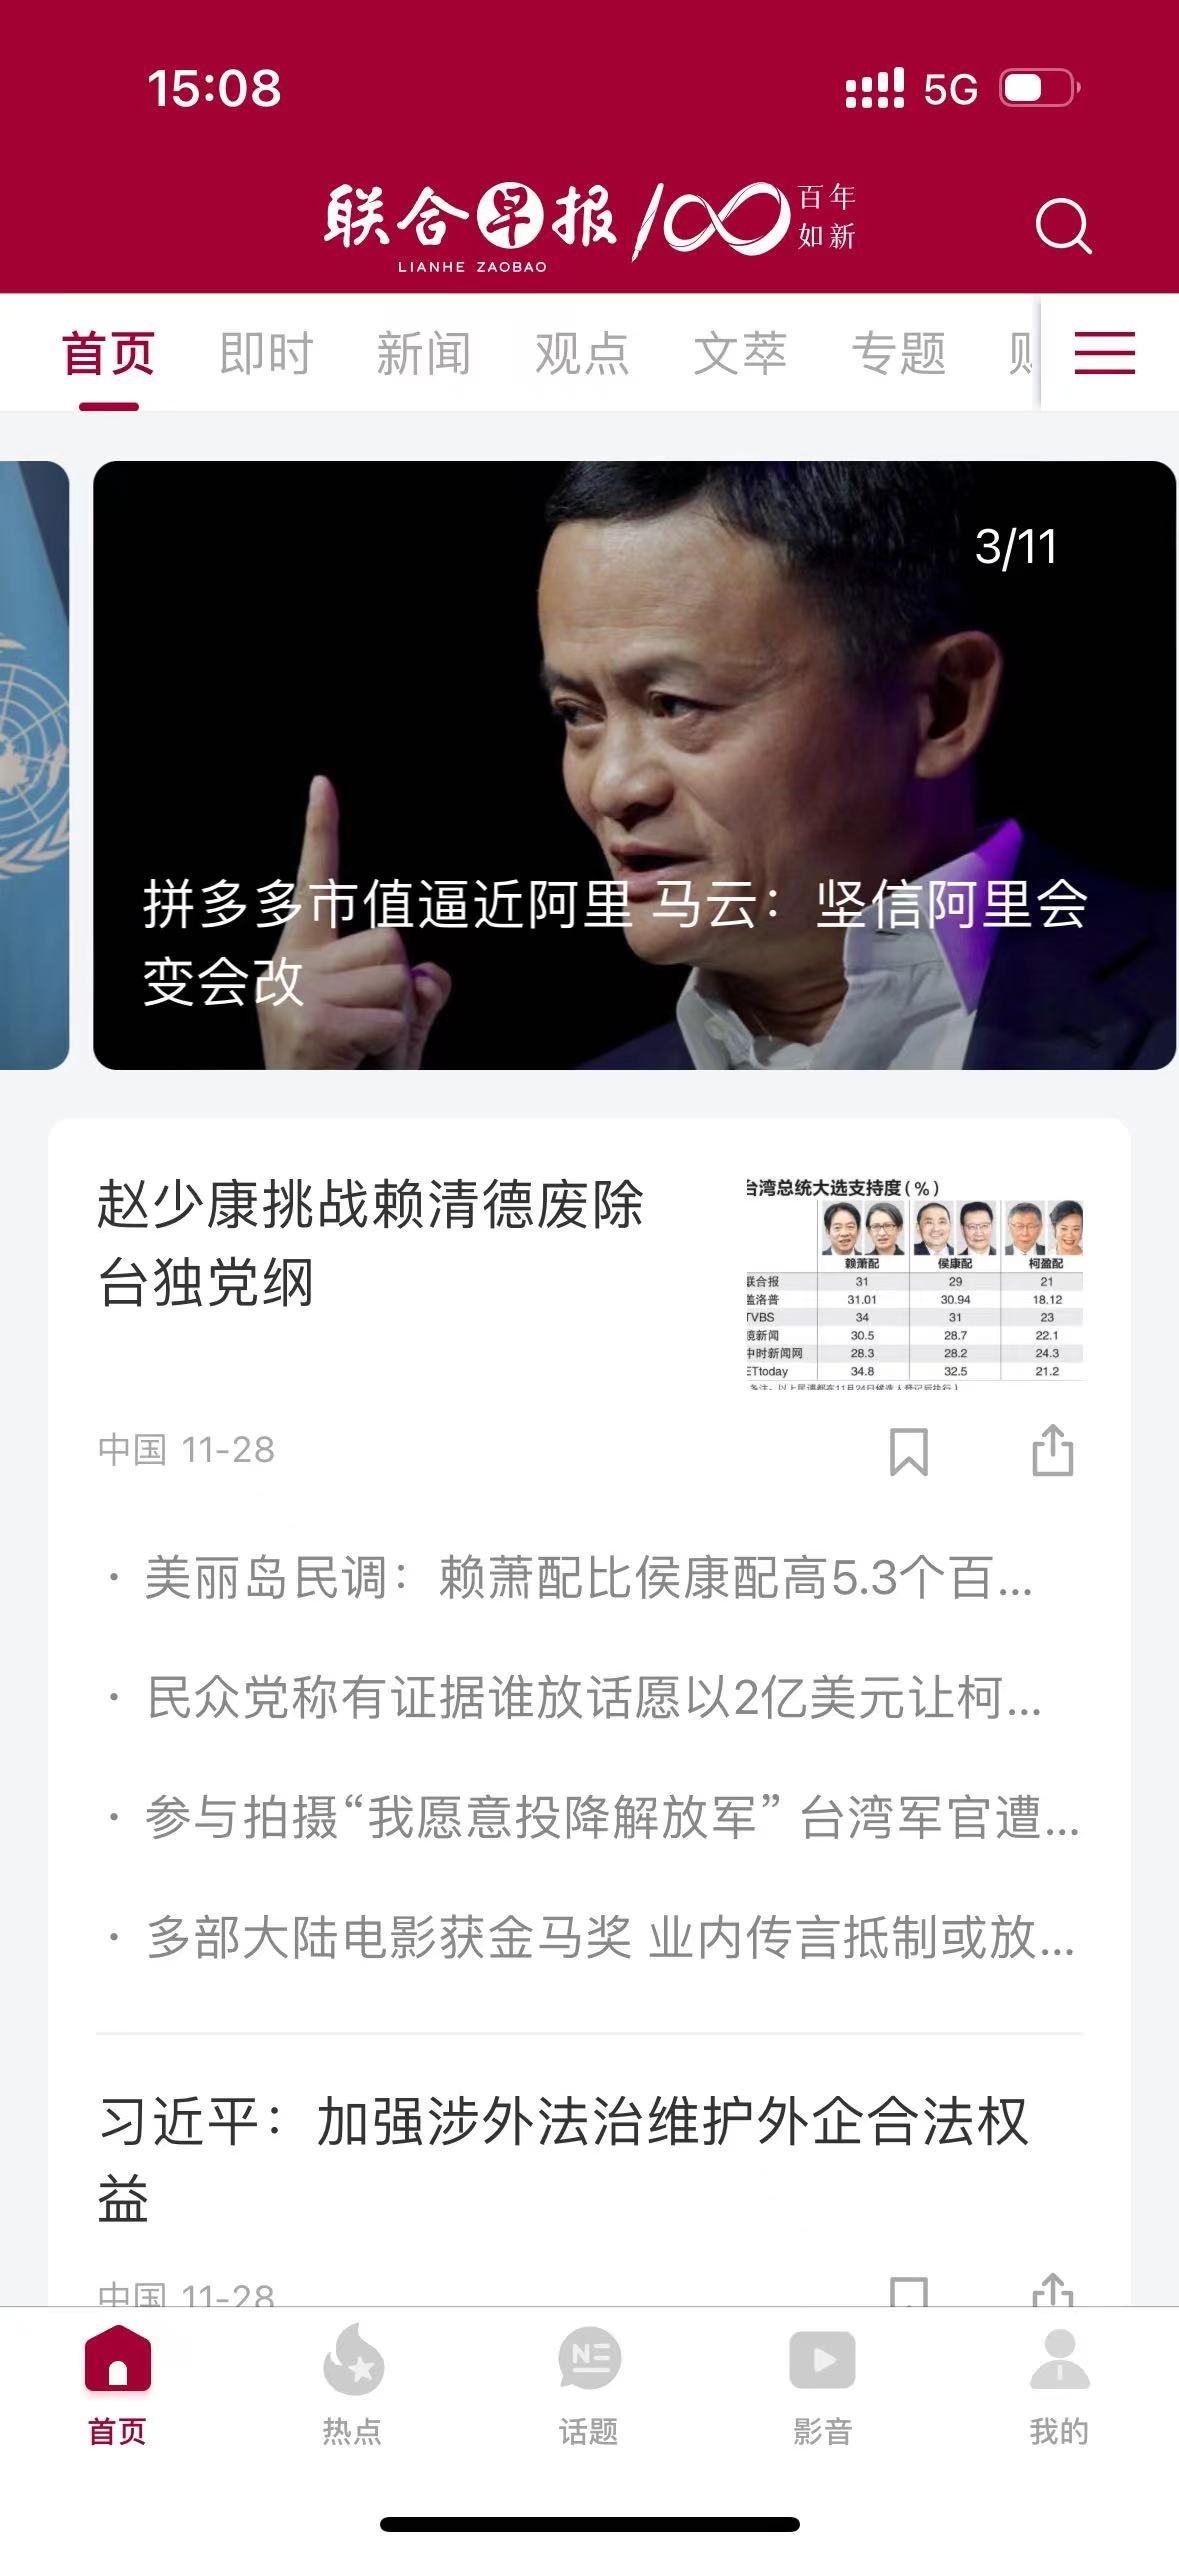 15:08
5G
联合早报
LIANHE ZAOBAO
100
百年
如新
首页 即时 新闻 观点 文萃 专题
3/11
拼多多市值逼近阿里 马云：坚信阿里会
变会改
赵少康挑战赖清德废除
台独党纲
台湾总统大选支持度(%)
赖萧配 侯康配 柯盈配
联合报 31 29 21
盖洛普 31.01 30.94 18.12
TVBS 34 31 23
镜新闻 30.5 28.7 22.1
中时新闻网 28.3 28.2 24.3
ETtoday 34.8 32.5 21.2
中国 11-28
· 美丽岛民调：赖萧配比侯康配高5.3个百...
· 民众党称有证据谁放话愿以2亿美元让柯...
· 参与拍摄“我愿意投降解放军” 台湾军官遭...
· 多部大陆电影获金马奖 业内传言抵制或放...
习近平：加强涉外法治维护外企合法权
益
中国 11-28
首页 热点 话题 影音 我的